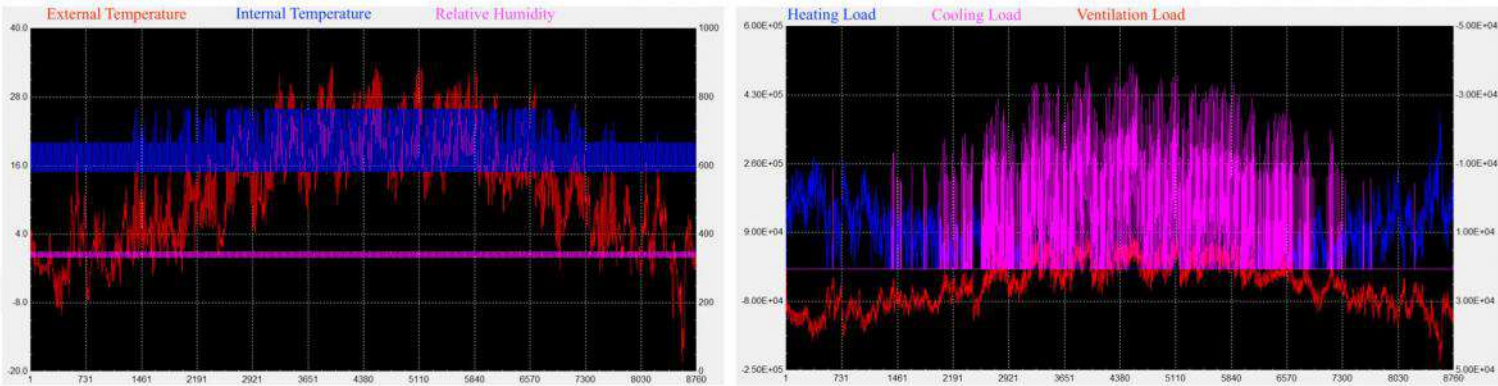 External Temperature Internal Temperature Relative Humidity
40.0 1000
28.0 800
16.0 600
4.0 400
-8.0 200
-20.0 0
1 731 1461 2191 2921 3651 4380 5110 5840 6570 7300 8030 8760
Heating Load Cooling Load Ventilation Load
6.00E+05 -5.00E+04
4.30E+05 -3.00E+04
2.60E+05 -1.00E+04
9.00E+04 1.00E+04
-8.00E+04 3.00E+04
-2.50E+05 5.00E+04
1 731 1461 2191 2921 3651 4380 5110 5840 6570 7300 8030 8760